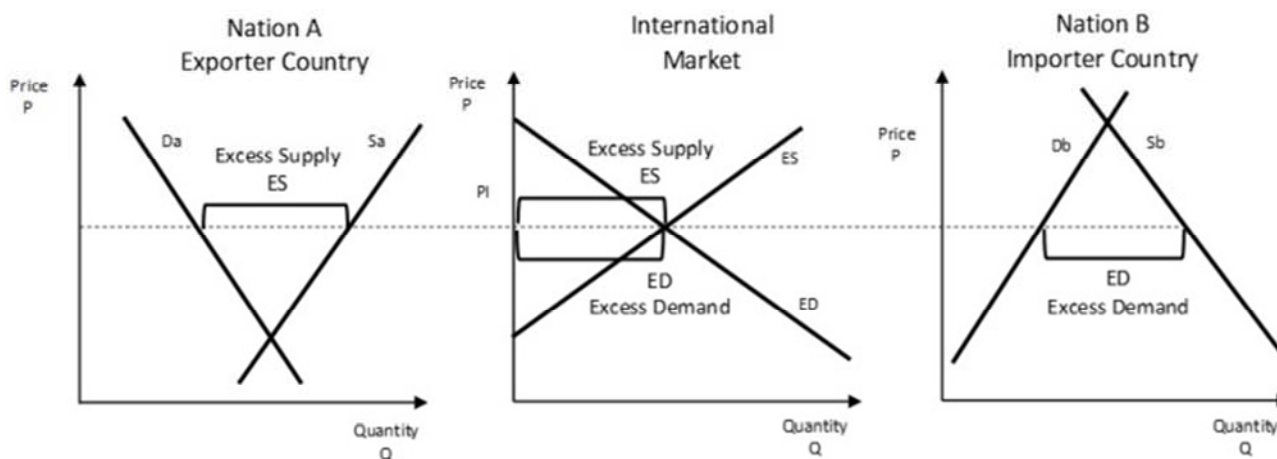 Nation A
Exporter Country
Price
P
Da
Excess Supply
ES
Sa
Quantity
Q
International
Market
Price
P
PI
Excess Supply
ES
ES
ED
Excess Demand
ED
Quantity
Q
Nation B
Importer Country
Price
P
Db
Sb
ED
Excess Demand
Quantity
Q